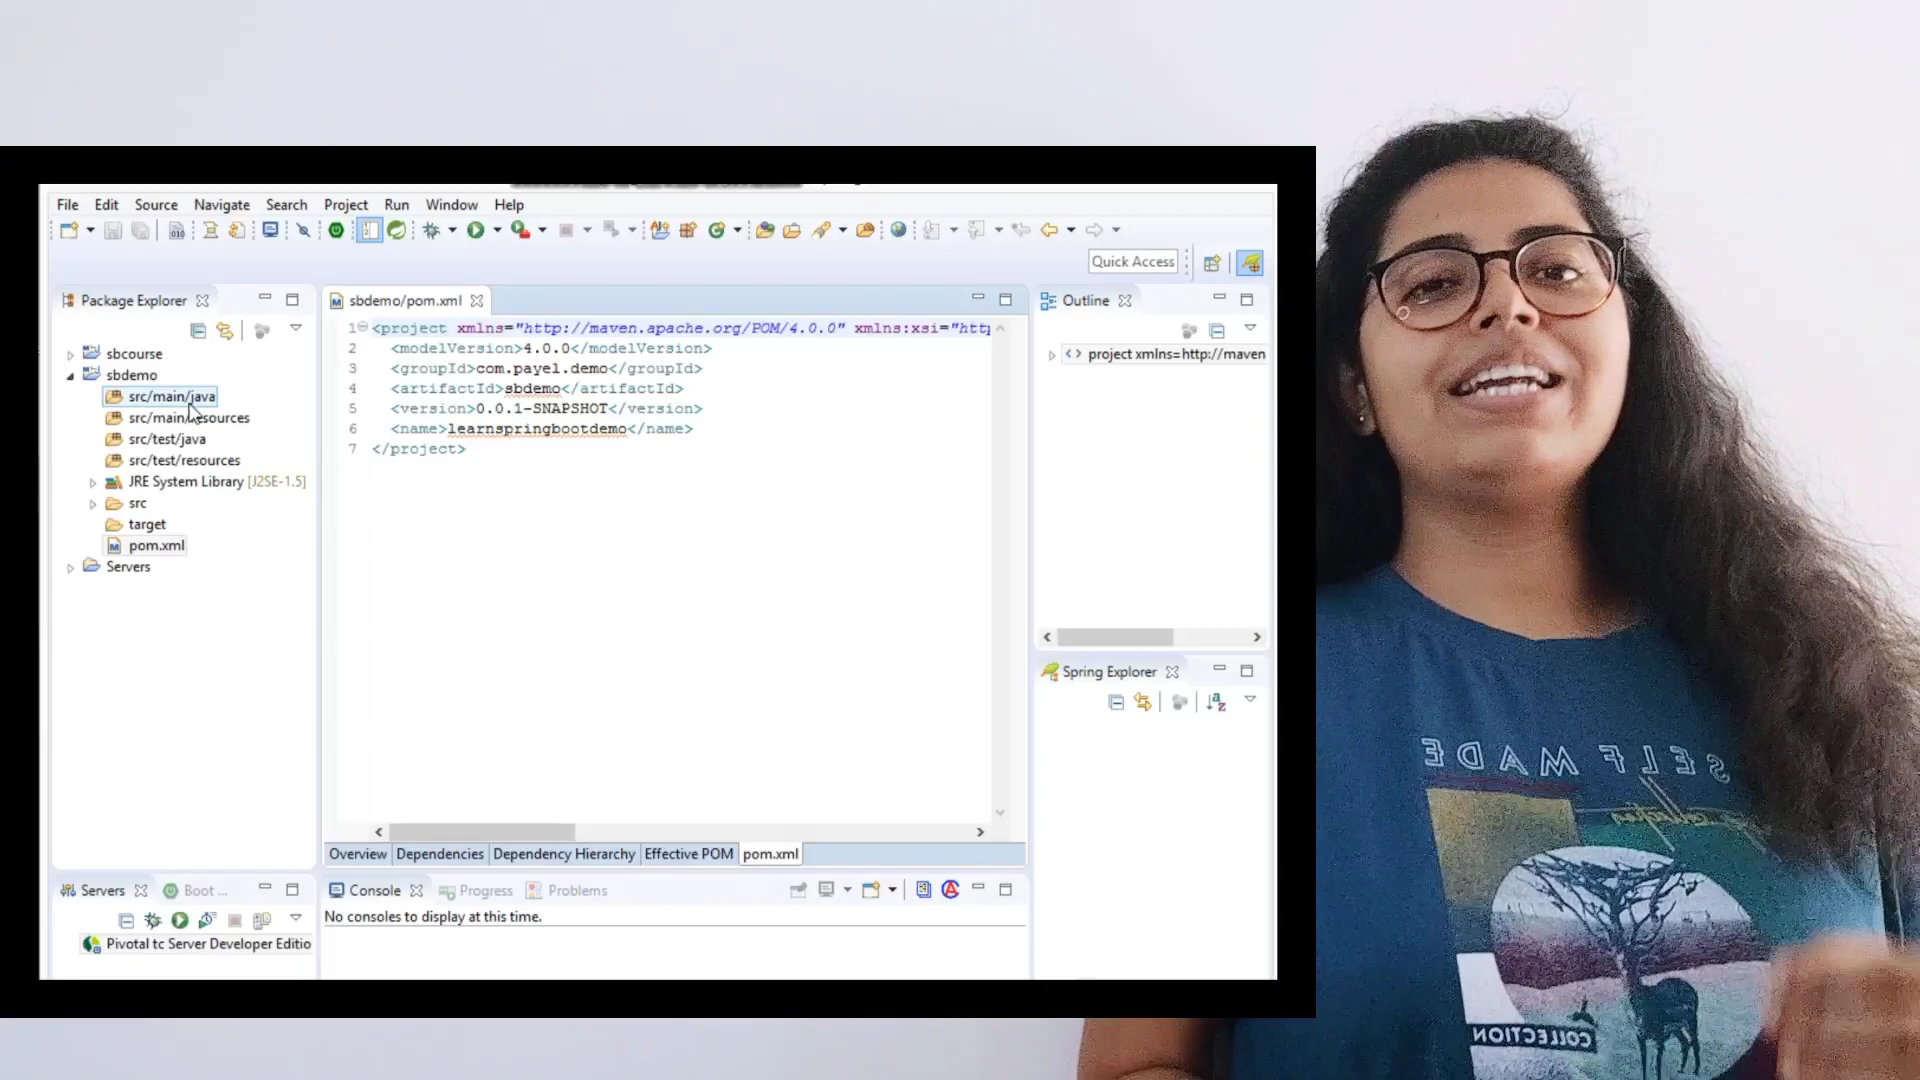 File Edit Source Navigate Search Project Run Window Help
Quick Access
Package Explorer
sbcourse
sbdemo
src/main/java
src/main/resources
src/test/java
src/test/resources
JRE System Library [J2SE-1.5]
src
target
pom.xml
Servers
sbdemo/pom.xml
1 <project xmlns="http://maven.apache.org/POM/4.0.0" xmlns:xsi="http
2 <modelVersion>4.0.0</modelVersion>
3 <groupId>com.payel.demo</groupId>
4 <artifactId>sbdemo</artifactId>
5 <version>0.0.1-SNAPSHOT</version>
6 <name>learnspringbootdemo</name>
7 </project>
Overview Dependencies Dependency Hierarchy Effective POM pom.xml
Outline
project xmlns=http://maven
Spring Explorer
Servers Boot ...
Pivotal tc Server Developer Editio
Console Progress Problems
No consoles to display at this time.
SELF MADE
COLLECTION